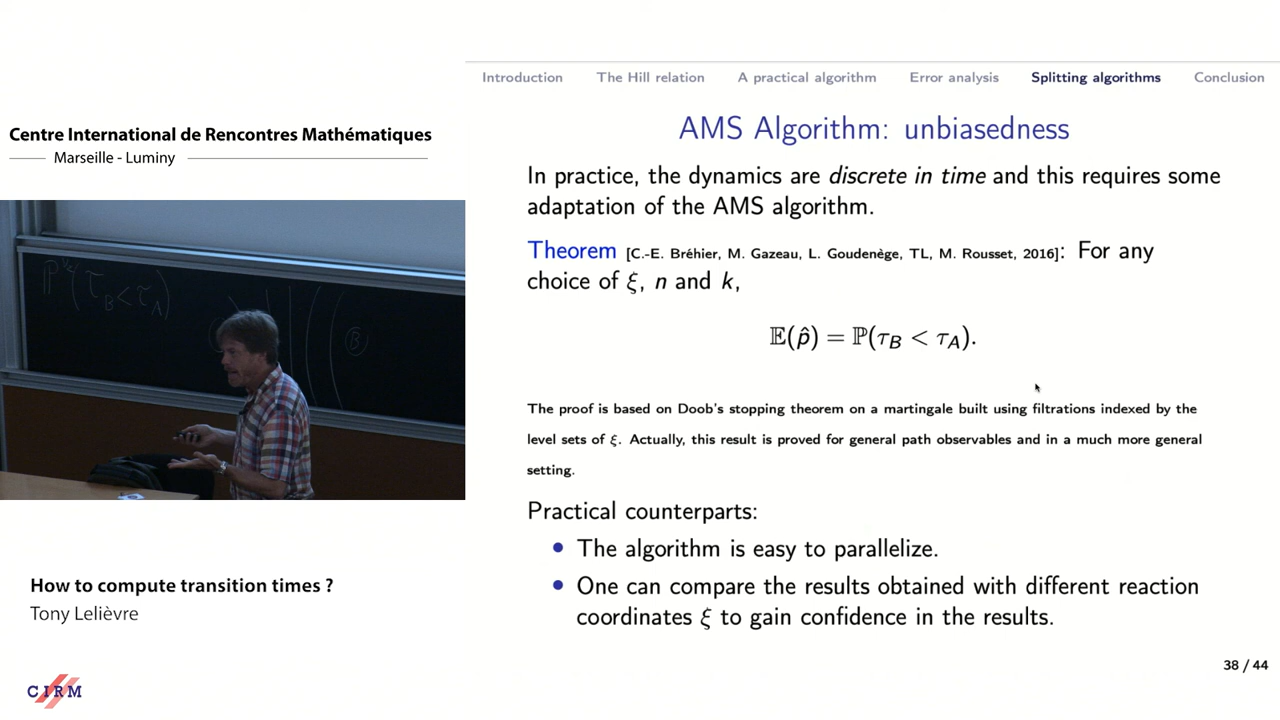 Centre International de Rencontres Mathématiques
Marseille - Luminy
ℙ^{ν_E}(τ_B<τ_A)
B
How to compute transition times ?
Tony Lelièvre
CIRM
Introduction The Hill relation A practical algorithm Error analysis Splitting algorithms Conclusion
AMS Algorithm: unbiasedness
In practice, the dynamics are discrete in time and this requires some
adaptation of the AMS algorithm.
Theorem [C.-E. Bréhier, M. Gazeau, L. Goudenège, TL, M. Rousset, 2016]: For any
choice of ξ, n and k,
𝔼(p̂) = ℙ(τ_B < τ_A).
The proof is based on Doob's stopping theorem on a martingale built using filtrations indexed by the
level sets of ξ. Actually, this result is proved for general path observables and in a much more general
setting.
Practical counterparts:
• The algorithm is easy to parallelize.
• One can compare the results obtained with different reaction
coordinates ξ to gain confidence in the results.
38 / 44